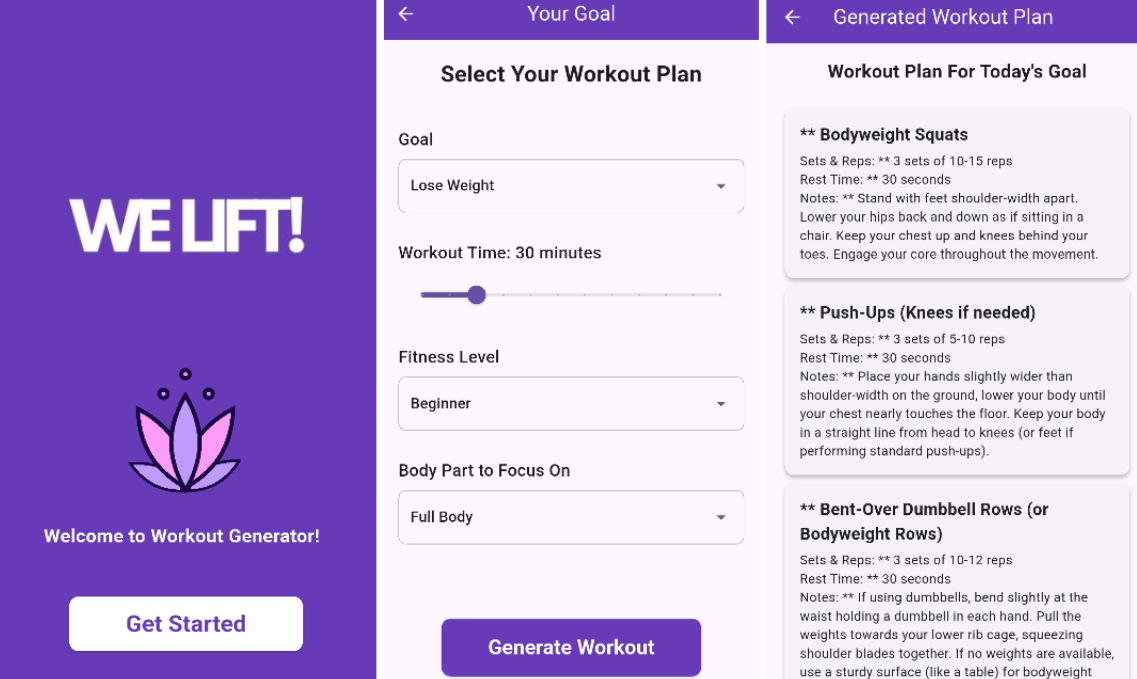 WE LIFT!
Welcome to Workout Generator!
Get Started
Your Goal
Select Your Workout Plan
Goal
Lose Weight
Workout Time: 30 minutes
Fitness Level
Beginner
Body Part to Focus On
Full Body
Generate Workout
Generated Workout Plan
Workout Plan For Today's Goal
** Bodyweight Squats
Sets & Reps: ** 3 sets of 10-15 reps
Rest Time: ** 30 seconds
Notes: ** Stand with feet shoulder-width apart.
Lower your hips back and down as if sitting in a
chair. Keep your chest up and knees behind your
toes. Engage your core throughout the movement.
** Push-Ups (Knees if needed)
Sets & Reps: ** 3 sets of 5-10 reps
Rest Time: ** 30 seconds
Notes: ** Place your hands slightly wider than
shoulder-width on the ground, lower your body until
your chest nearly touches the floor. Keep your body
in a straight line from head to knees (or feet if
performing standard push-ups).
** Bent-Over Dumbbell Rows (or
Bodyweight Rows)
Sets & Reps: ** 3 sets of 10-12 reps
Rest Time: ** 30 seconds
Notes: ** If using dumbbells, bend slightly at the
waist holding a dumbbell in each hand. Pull the
weights towards your lower rib cage, squeezing
shoulder blades together. If no weights are available,
use a sturdy surface (like a table) for bodyweight